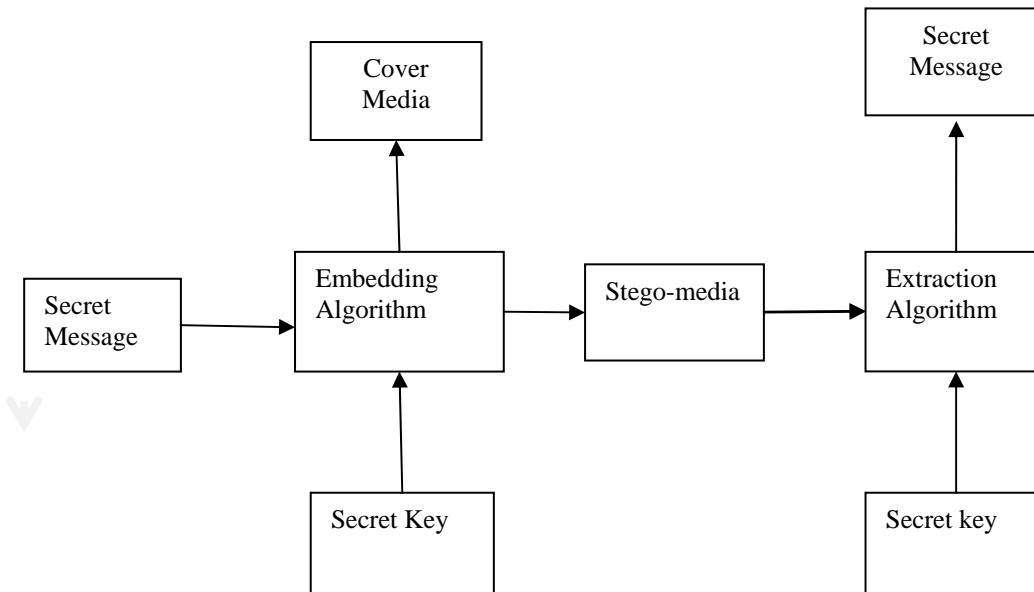 Cover
Media
Secret
Message
Secret
Message
Embedding
Algorithm
Stego-media
Extraction
Algorithm
Secret Key
Secret key